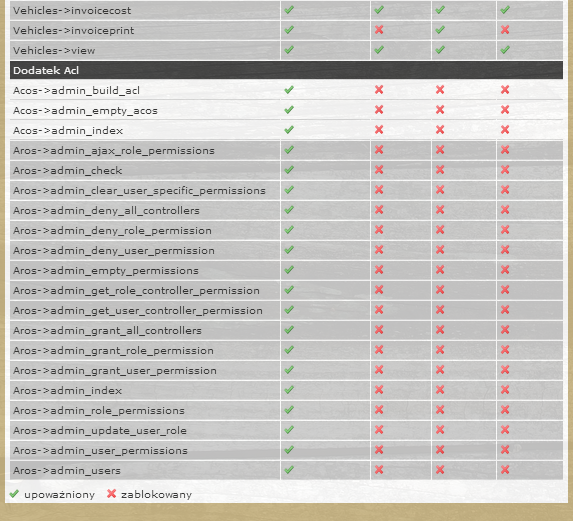 Vehicles->invoicecost
Vehicles->invoiceprint
Vehicles->view
Dodatek Acl
Acos->admin_build_acl
Acos->admin_empty_acos
Acos->admin_index
Aros->admin_ajax_role_permissions
Aros->admin_check
Aros->admin_clear_user_specific_permissions
Aros->admin_deny_all_controllers
Aros->admin_deny_role_permission
Aros->admin_deny_user_permission
Aros->admin_empty_permissions
Aros->admin_get_role_controller_permission
Aros->admin_get_user_controller_permission
Aros->admin_grant_all_controllers
Aros->admin_grant_role_permission
Aros->admin_grant_user_permission
Aros->admin_index
Aros->admin_role_permissions
Aros->admin_update_user_role
Aros->admin_user_permissions
Aros->admin_users
upoważniony zablokowany